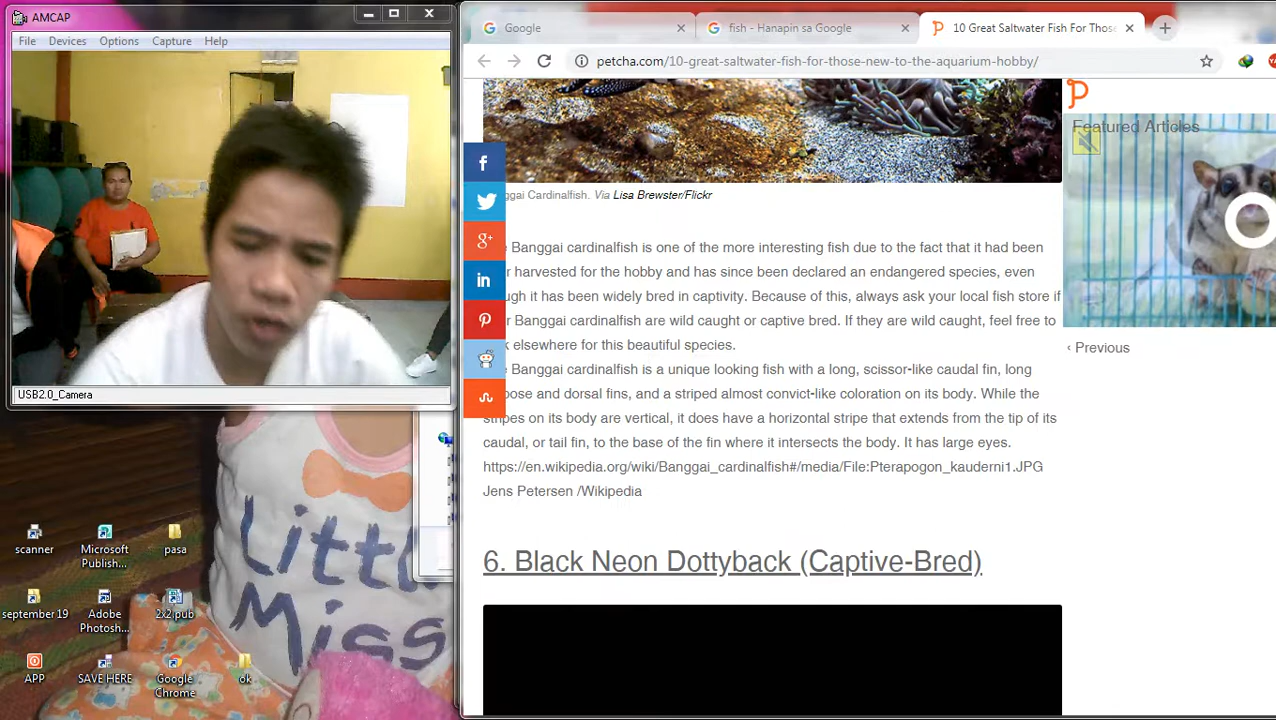 AMCAP
File Devices Options Capture Help
USB2.0_Camera
Little
Miss
scanner
Microsoft
Publish...
pasa
september 19
Adobe
Photosh...
2x2 pub
APP
SAVE HERE
Google
Chrome
ok
Google
fish - Hanapin sa Google
10 Great Saltwater Fish For Those
petcha.com/10-great-saltwater-fish-for-those-new-to-the-aquarium-hobby/
Cardinalfish. Via Lisa Brewster/Flickr
Banggai cardinalfish is one of the more interesting fish due to the fact that it had been
harvested for the hobby and has since been declared an endangered species, even
it has been widely bred in captivity. Because of this, always ask your local fish store if
Banggai cardinalfish are wild caught or captive bred. If they are wild caught, feel free to
elsewhere for this beautiful species.
Banggai cardinalfish is a unique looking fish with a long, scissor-like caudal fin, long
and dorsal fins, and a striped almost convict-like coloration on its body. While the
stripes on its body are vertical, it does have a horizontal stripe that extends from the tip of its
caudal, or tail fin, to the base of the fin where it intersects the body. It has large eyes.
https://en.wikipedia.org/wiki/Banggai_cardinalfish#/media/File:Pterapogon_kauderni1.JPG
Jens Petersen /Wikipedia
6. Black Neon Dottyback (Captive-Bred)
Featured Articles
‹ Previous